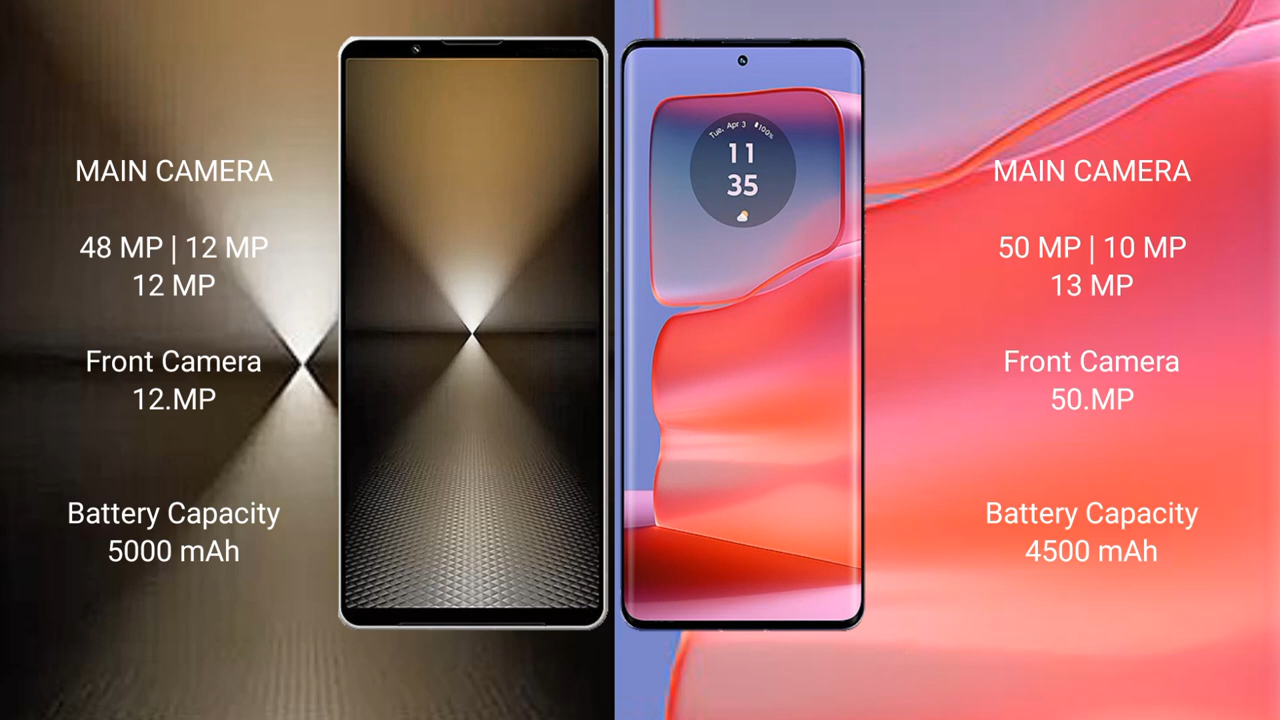 MAIN CAMERA
48 MP | 12 MP
12 MP
Front Camera
12.MP
Battery Capacity
5000 mAh
Tue, Apr 3 100%
11
35
MAIN CAMERA
50 MP | 10 MP
13 MP
Front Camera
50.MP
Battery Capacity
4500 mAh